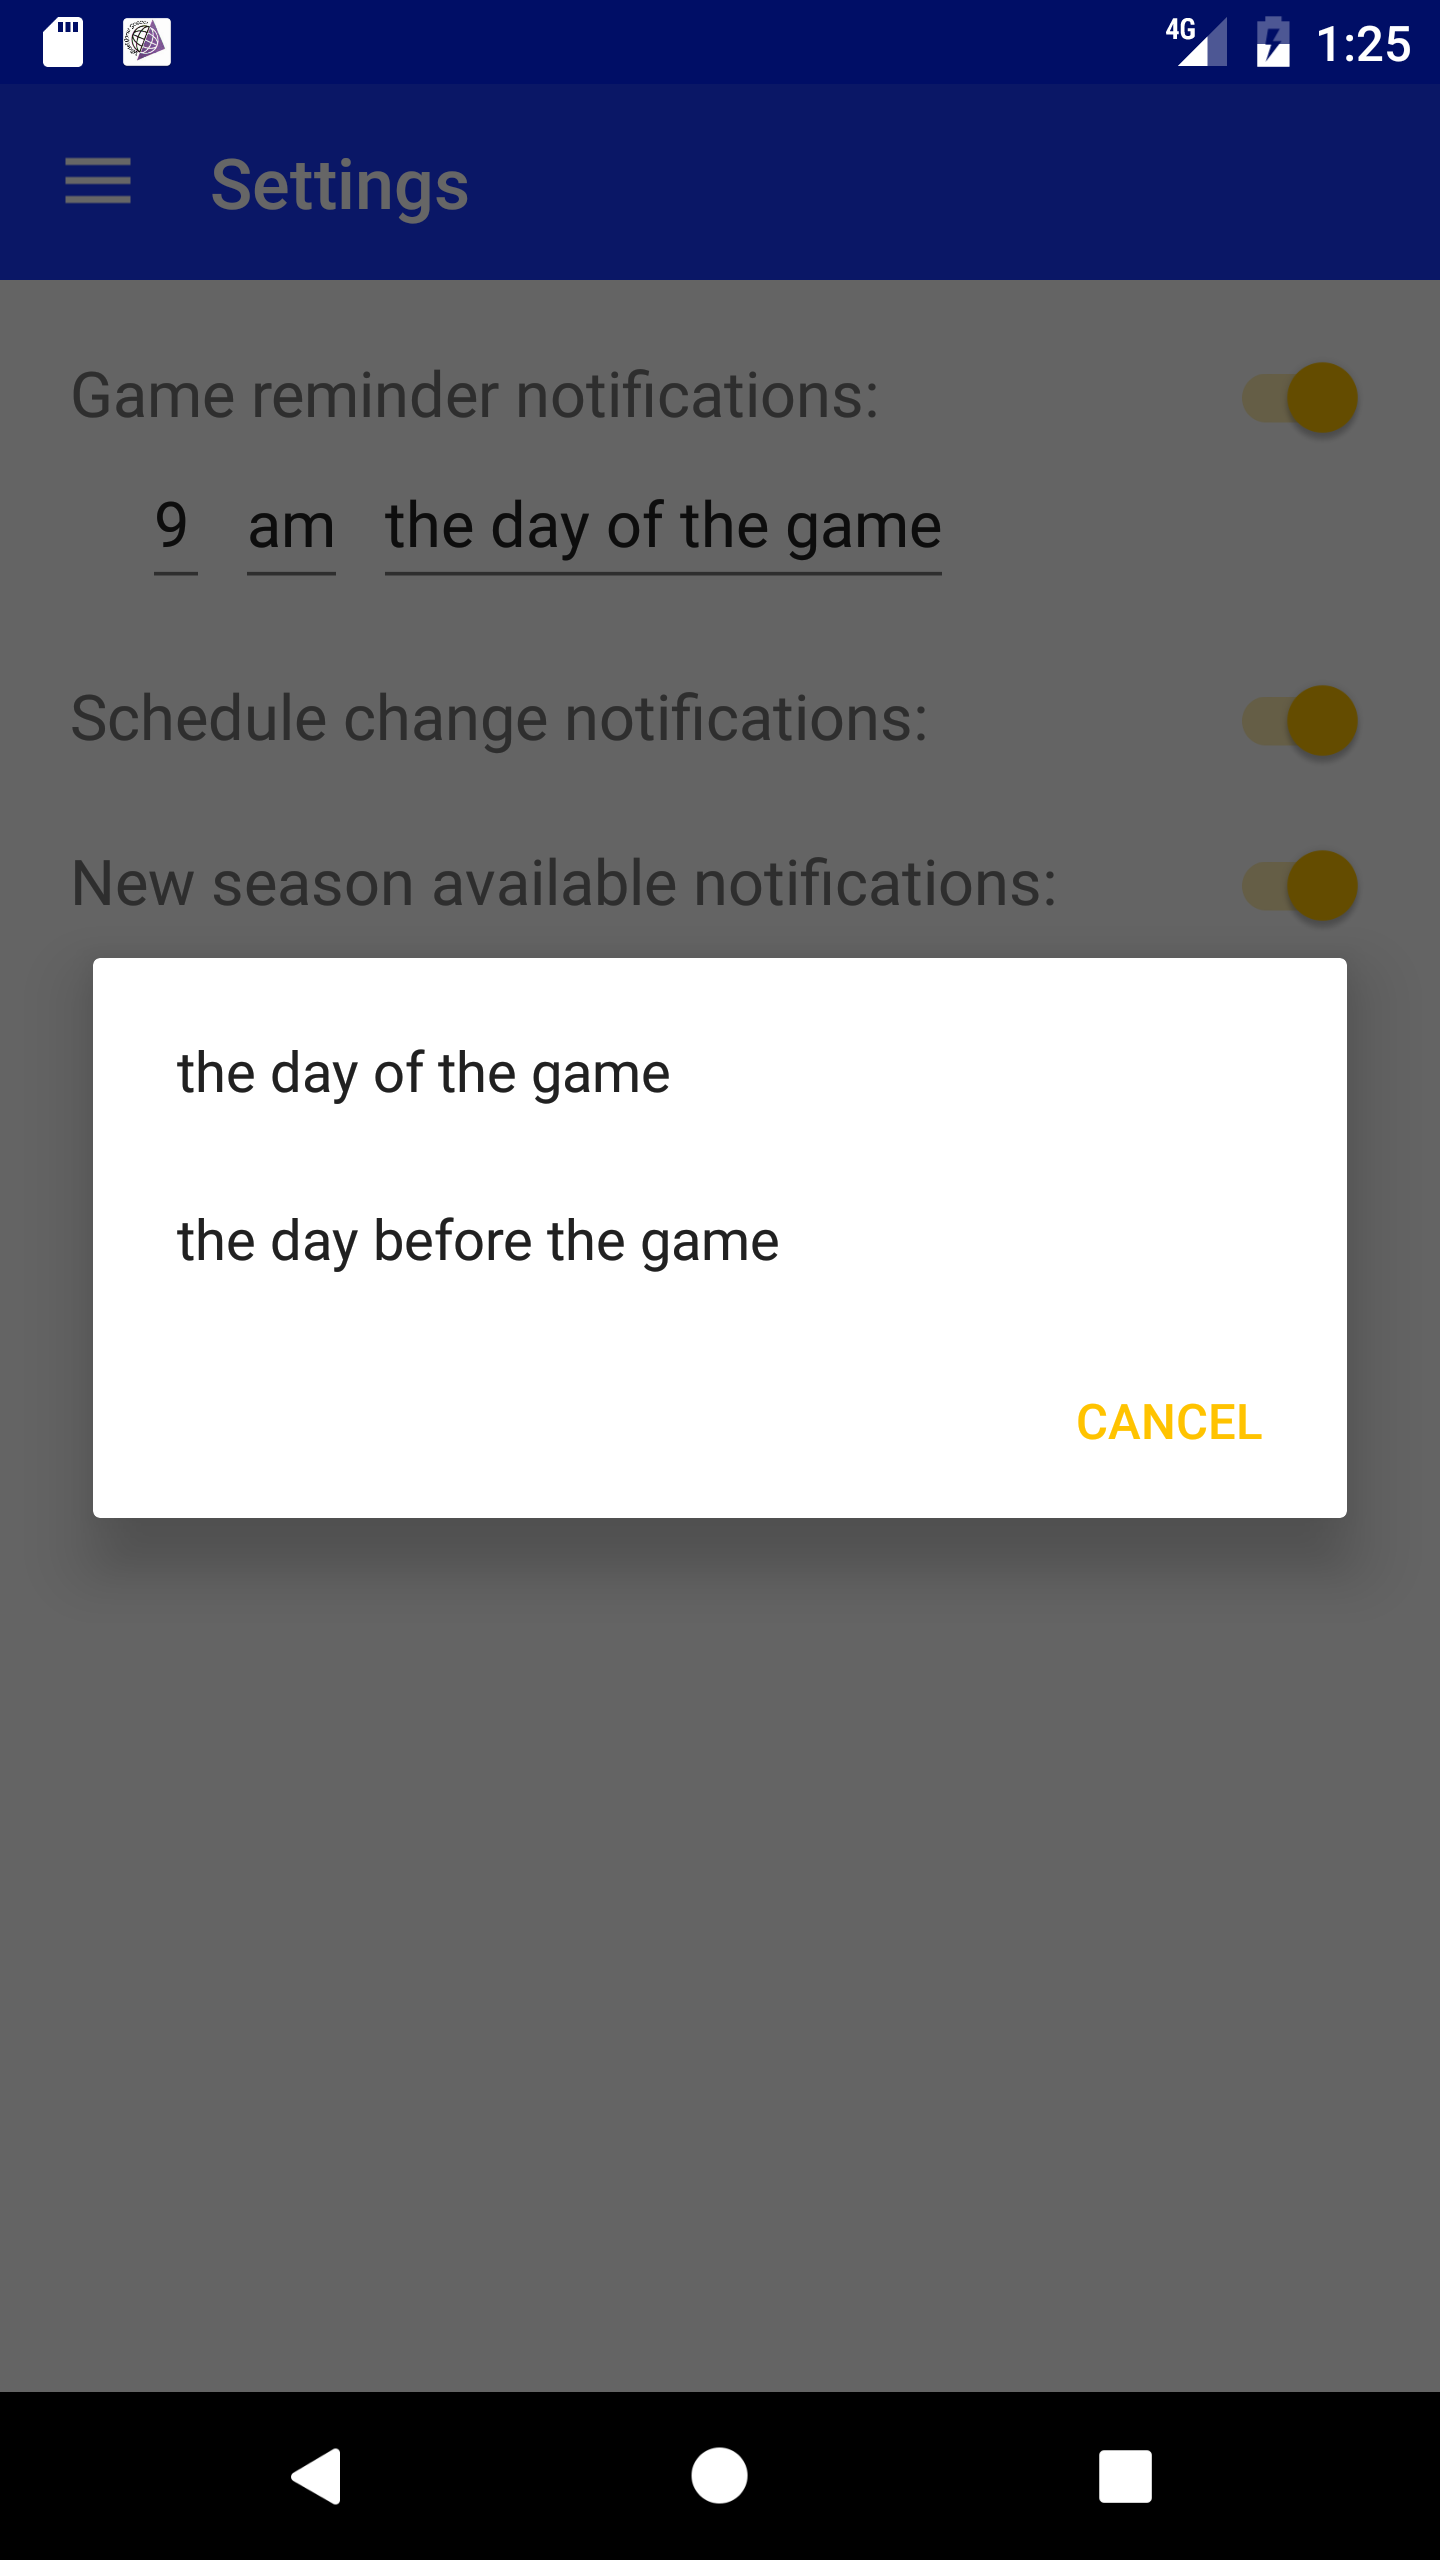 4G 1:25
Settings
Game reminder notifications:
9 am the day of the game
Schedule change notifications:
New season available notifications:
the day of the game
the day before the game
CANCEL